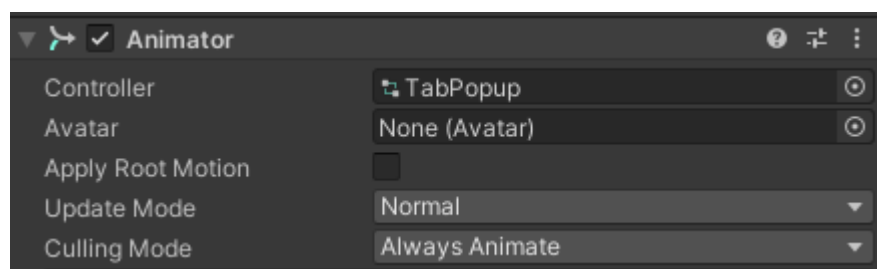 Animator
Controller TabPopup
Avatar None (Avatar)
Apply Root Motion
Update Mode Normal
Culling Mode Always Animate